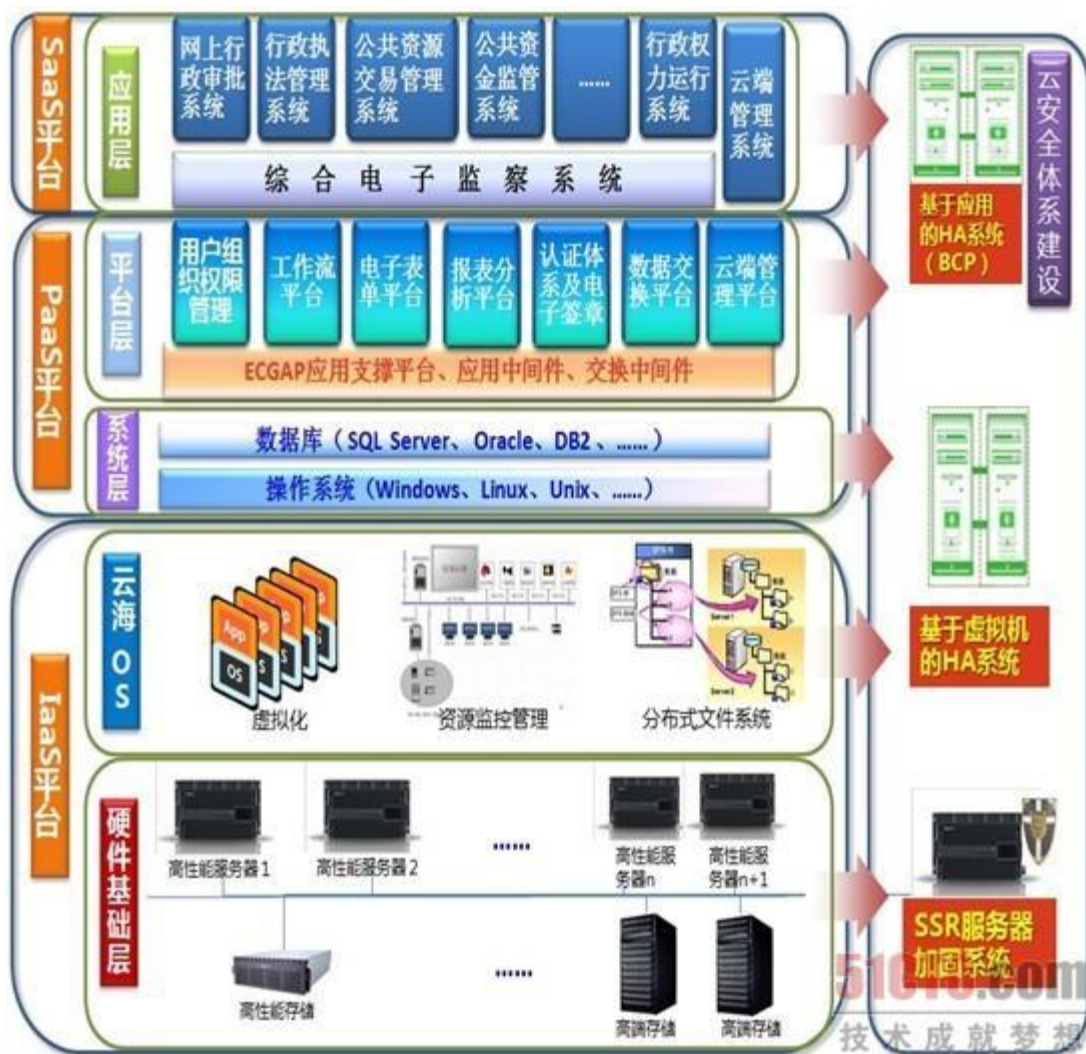 SaaS平台
应用层
网上行
政审批
系统
行政执
法管理
系统
公共资源
交易管理
系统
公共资
金监管
系统
......
行政权
力运行
系统
云端
管理
系统
综合电子监察系统
PaaS平台
平台层
用户组
织权限
管理
工作流
平台
电子表
单平台
报表分
析平台
认证体
系及电
子签章
数据交
换平台
云端管
理平台
ECGAP应用支撑平台、应用中间件、交换中间件
系统层
数据库（SQL Server、Oracle、DB2 、......）
操作系统（Windows、Linux、Unix、......）
IaaS平台
云海 OS
App
OS
虚拟化
资源监控管理
Server1
Server2
分布式文件系统
硬件基础层
高性能服务器1
高性能服务器2
......
高性能服
务器n
高性能服
务器n+1
高性能存储
......
高端存储
高端存储
云安全体系建设
基于应用
的HA系统
（BCP）
基于虚拟机
的HA系统
SSR服务器
加固系统
51CTO.com
技术成就梦想